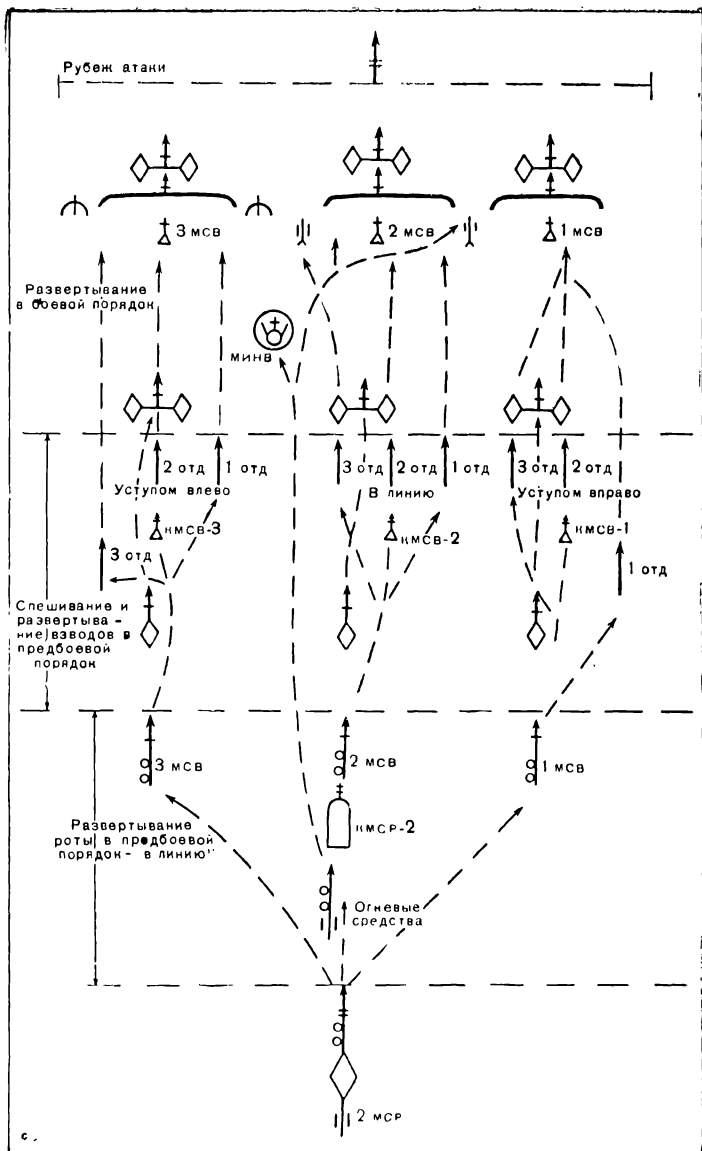 Рубеж атаки
3 мсв
2 мсв
1 мсв
Развертывание
в боевой порядок
минв
2 отд
1 отд
3 отд
2 отд
1 отд
3 отд
2 отд
Уступом влево
В линию
Уступом вправо
кмсв-3
кмсв-2
кмсв-1
3 отд
1 отд
Спешивание и
развертыва-
ние взводов в
предбоевой
порядок
3 мсв
2 мсв
1 мсв
кмср-2
Развертывание
роты в предбоевой
порядок- в линию"
Огневые
средства
2 мср
с.